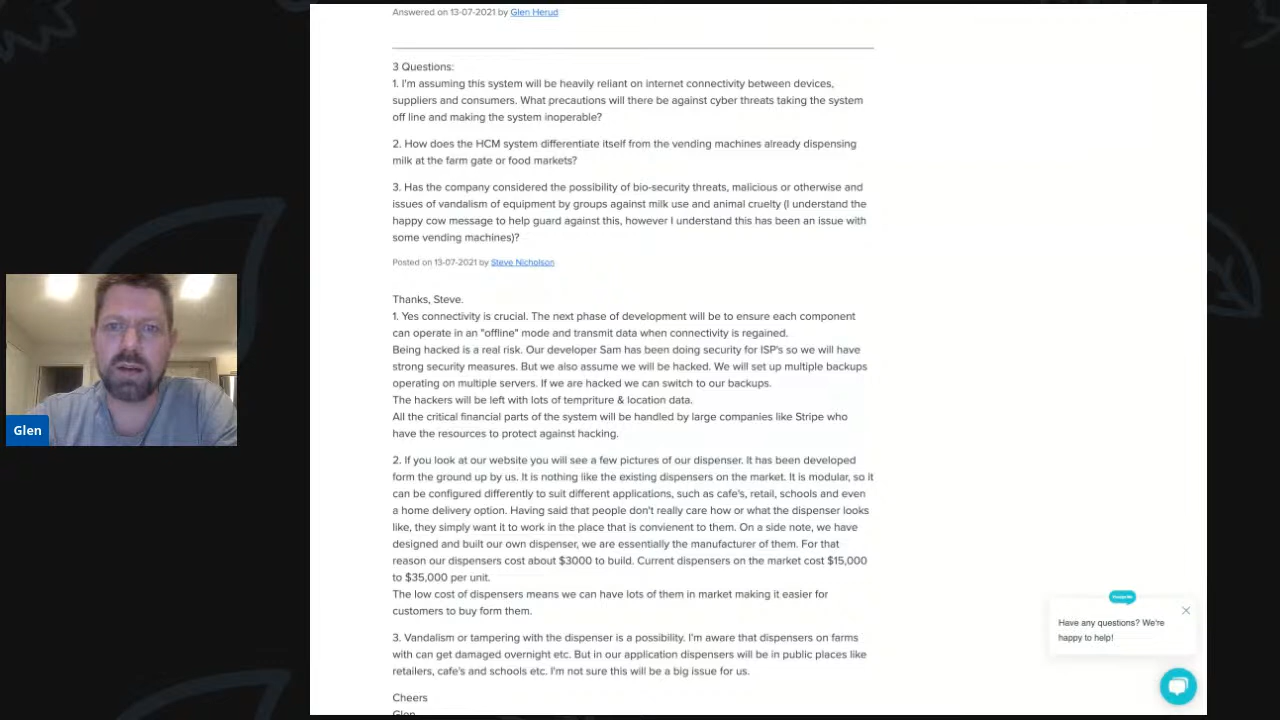 Answered on 13-07-2021 by Glen Herud
3 Questions:
1. I'm assuming this system will be heavily reliant on internet connectivity between devices,
suppliers and consumers. What precautions will there be against cyber threats taking the system
off line and making the system inoperable?
2. How does the HCM system differentiate itself from the vending machines already dispensing
milk at the farm gate or food markets?
3. Has the company considered the possibility of bio-security threats, malicious or otherwise and
issues of vandalism of equipment by groups against milk use and animal cruelty (I understand the
happy cow message to help guard against this, however I understand this has been an issue with
some vending machines)?
Posted on 13-07-2021 by Steve Nicholson
Thanks, Steve.
1. Yes connectivity is crucial. The next phase of development will be to ensure each component
can operate in an "offline" mode and transmit data when connectivity is regained.
Being hacked is a real risk. Our developer Sam has been doing security for ISP's so we will have
strong security measures. But we also assume we will be hacked. We will set up multiple backups
operating on multiple servers. If we are hacked we can switch to our backups.
The hackers will be left with lots of tempriture & location data.
All the critical financial parts of the system will be handled by large companies like Stripe who
have the resources to protect against hacking.
2. If you look at our website you will see a few pictures of our dispenser. It has been developed
form the ground up by us. It is nothing like the existing dispensers on the market. It is modular, so it
can be configured differently to suit different applications, such as cafe's, retail, schools and even
a home delivery option. Having said that people don't really care how or what the dispenser looks
like, they simply want it to work in the place that is convienent to them. On a side note, we have
designed and built our own dispenser, we are essentially the manufacturer of them. For that
reason our dispensers cost about $3000 to build. Current dispensers on the market cost $15,000
to $35,000 per unit.
The low cost of dispensers means we can have lots of them in market making it easier for
customers to buy form them.
3. Vandalism or tampering with the dispenser is a possibility. I'm aware that dispensers on farms
with can get damaged overnight etc. But in our application dispensers will be in public places like
retailers, cafe's and schools etc. I'm not sure this will be a big issue for us.
Cheers
Glen
Glen
Have any questions? We're
happy to help!